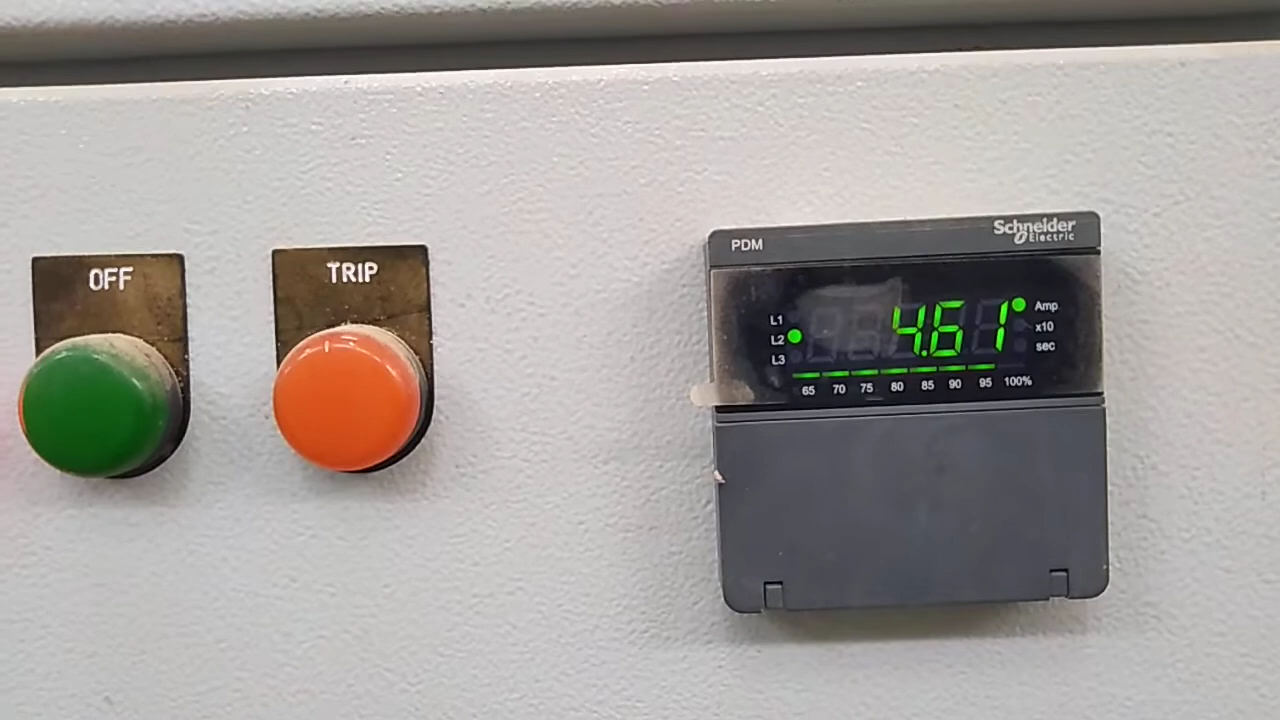 OFF
TRIP
PDM
Schneider
Electric
L1
L2
L3
4.61
Amp
x10
sec
65 70 75 80 85 90 95 100%